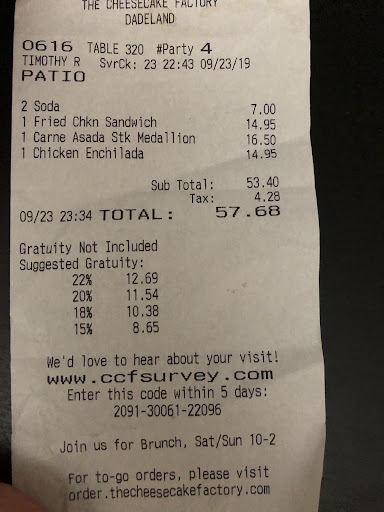 THE CHEESECAKE FACTORY
DADELAND
0616 TABLE 320 #Party 4
TIMOTHY R SvrCk: 23 22:43 09/23/19
PATIO
2 Soda 7.00
1 Fried Chkn Sandwich 14.95
1 Carne Asada Stk Medallion 16.50
1 Chicken Enchilada 14.95
Sub Total: 53.40
Tax: 4.28
09/23 23:34 TOTAL: 57.68
Gratuity Not Included
Suggested Gratuity:
22% 12.69
20% 11.54
18% 10.38
15% 8.65
We'd love to hear about your visit!
www.ccfsurvey.com
Enter this code within 5 days:
2091-30061-22096
Join us for Brunch, Sat/Sun 10-2
For to-go orders, please visit
order.thecheesecakefactory.com